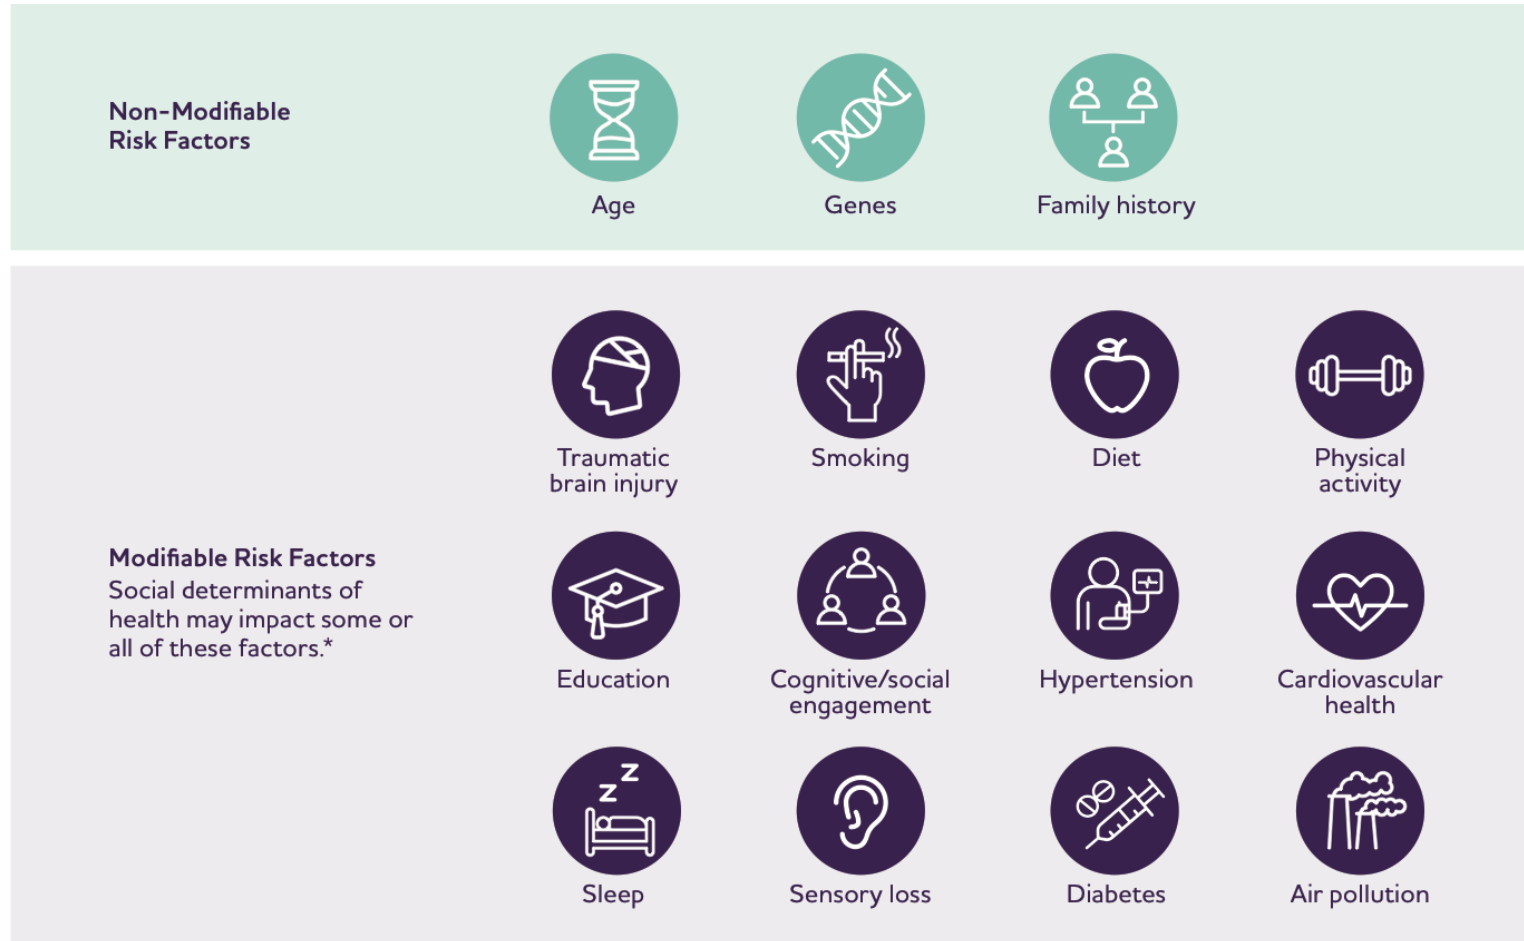 Non-Modifiable
Risk Factors
Age
Genes
Family history
Traumatic
brain injury
Smoking
Diet
Physical
activity
Modifiable Risk Factors
Social determinants of
health may impact some or
all of these factors.*
Education
Cognitive/social
engagement
Hypertension
Cardiovascular
health
Z
Z
Sleep
Sensory loss
Diabetes
Air pollution